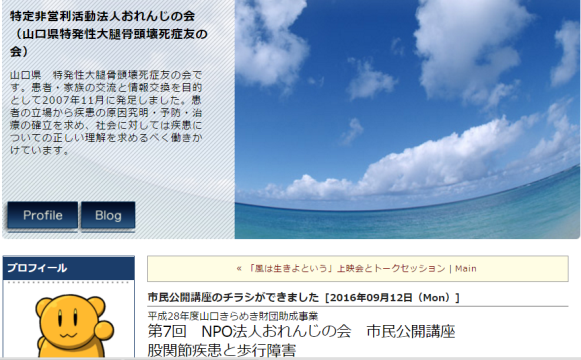 特定非営利活動法人おれんじの会
（山口県特発性大腿骨頭壊死症友の
会）
山口県　特発性大腿骨頭壊死症友の会で
す。患者・家族の交流と情報交換を目的
として2007年11月に発足しました。患
者の立場から疾患の原因究明・予防・治
療の確立を求め、社会に対しては疾患に
ついての正しい理解を求めるべく働きか
けています。
Profile
Blog
プロフィール
« 「風は生きよという」上映会とトークセッション | Main
市民公開講座のチラシができました [2016年09月12日（Mon）]
平成28年度山口きらめき財団助成事業
第7回　NPO法人おれんじの会　市民公開講座
股関節疾患と歩行障害